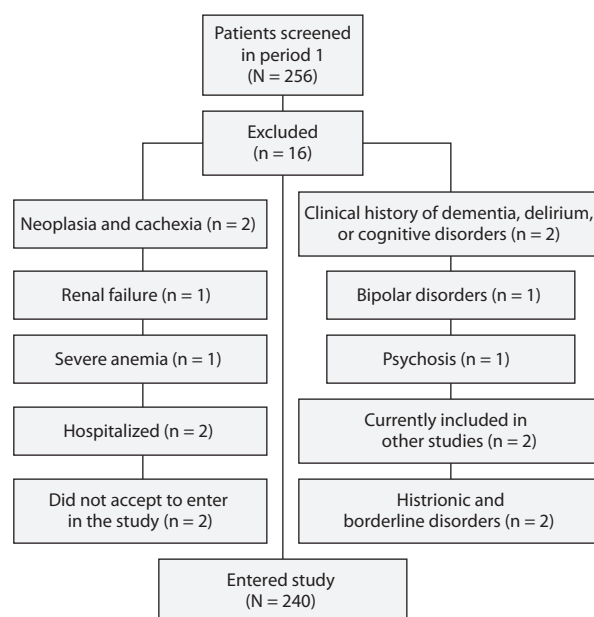 Patients screened
in period 1
(N = 256)
Excluded
(n = 16)
Neoplasia and cachexia (n = 2)
Renal failure (n = 1)
Severe anemia (n = 1)
Hospitalized (n = 2)
Did not accept to enter
in the study (n = 2)
Clinical history of dementia, delirium,
or cognitive disorders (n = 2)
Bipolar disorders (n = 1)
Psychosis (n = 1)
Currently included in
other studies (n = 2)
Histrionic and
borderline disorders (n = 2)
Entered study
(N = 240)